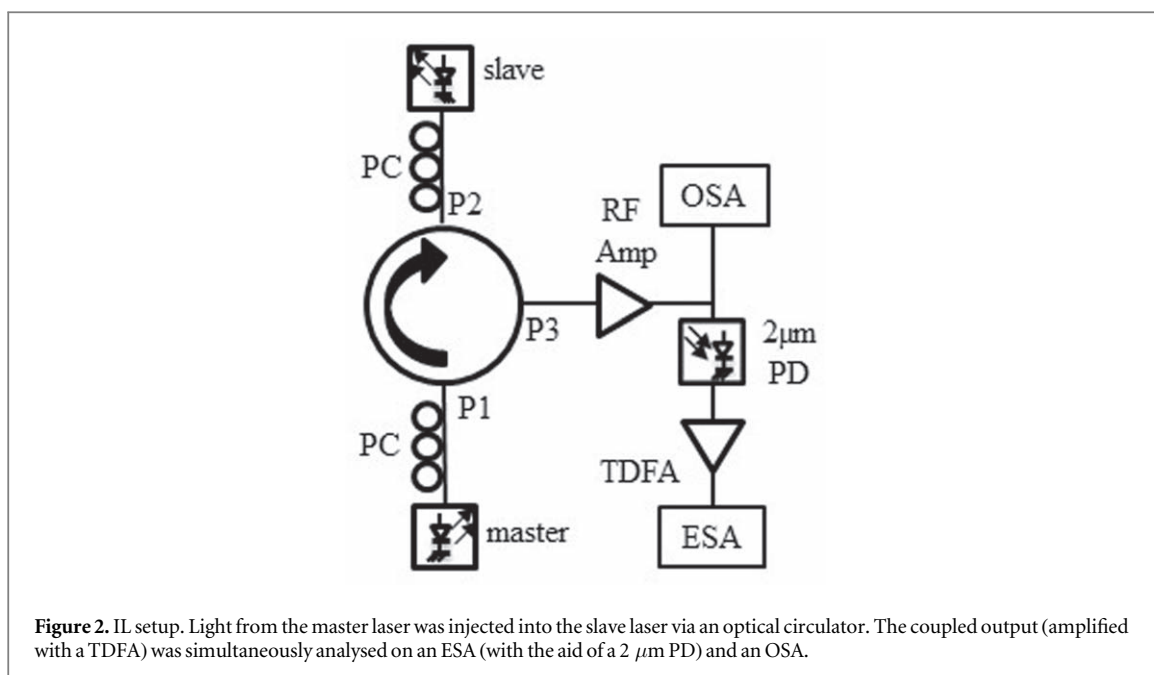 slave
PC
P2
OSA
RF
Amp
P3
2μm
PD
P1
PC
TDFA
master
ESA
Figure 2. IL setup. Light from the master laser was injected into the slave laser via an optical circulator. The coupled output (amplified
with a TDFA) was simultaneously analysed on an ESA (with the aid of a 2 μm PD) and an OSA.